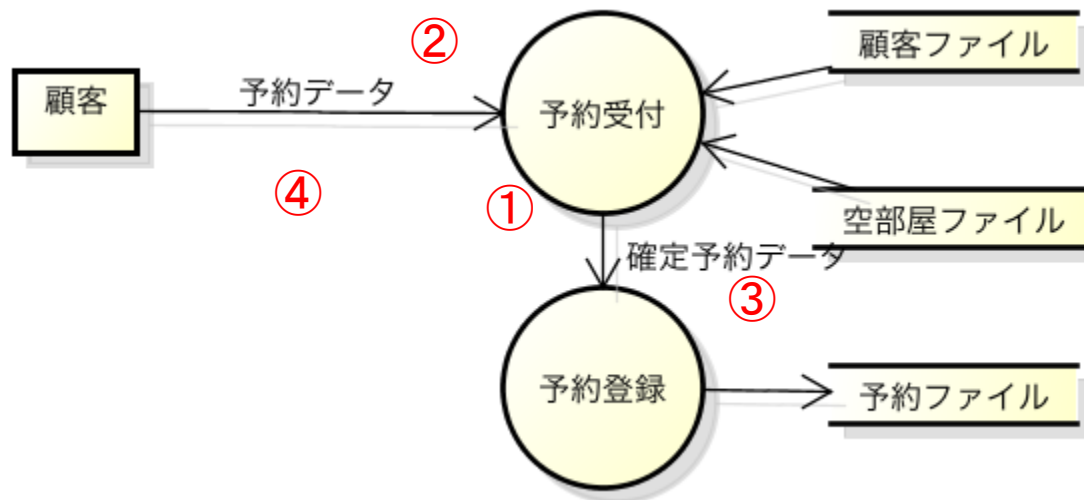 ②
顧客ファイル
顧客
予約データ
予約受付
④
①
空部屋ファイル
確定予約データ
③
予約登録
予約ファイル